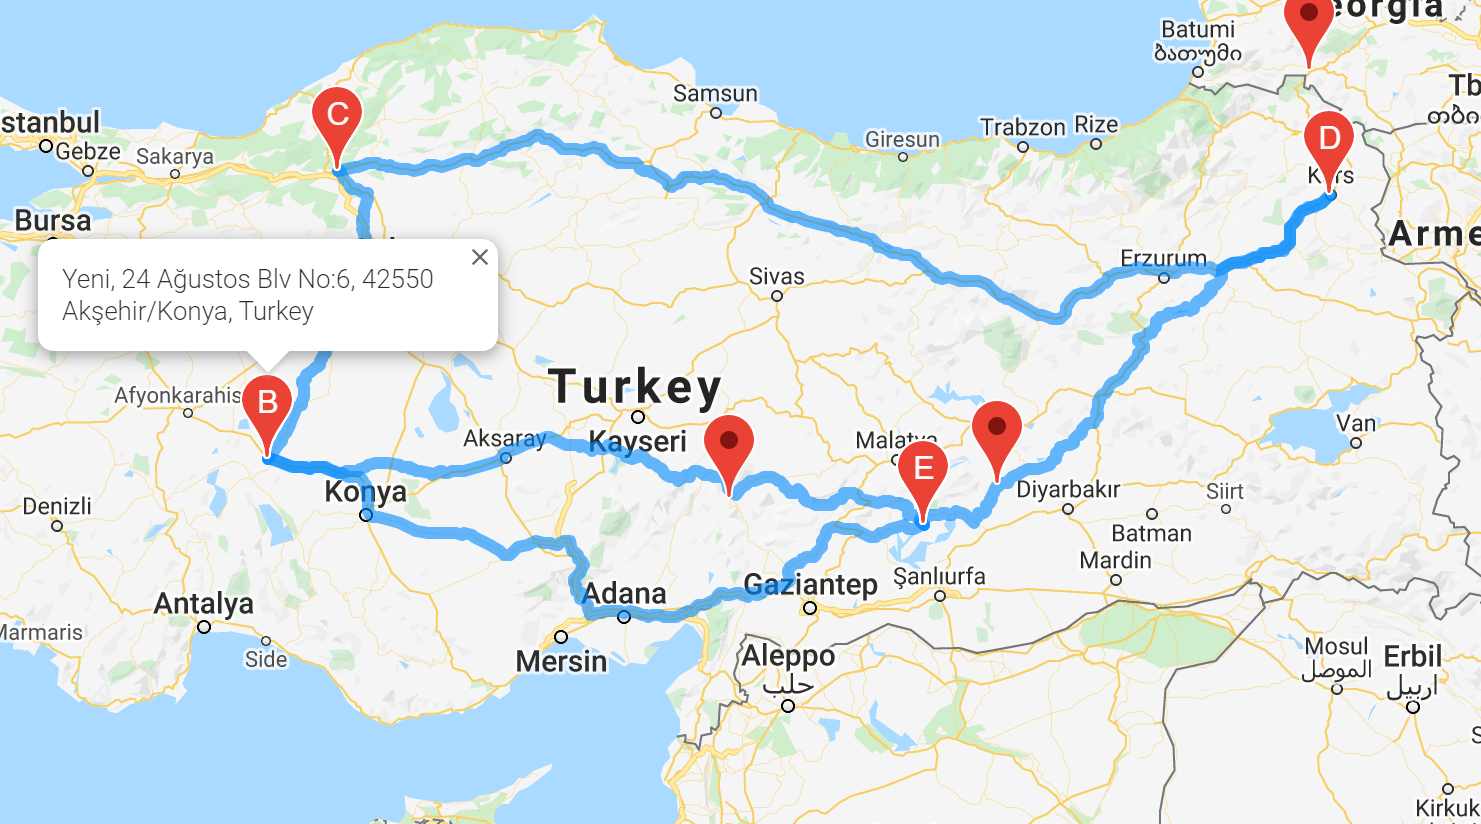 eorgia
Batumi
ბათუმი
Samsun
Tb
თბი
C
stanbul
Gebze
Sakarya
Giresun
Trabzon
Rize
D
Bursa
Arme
Yeni, 24 Ağustos Blv No:6, 42550
Akşehir/Konya, Turkey
Erzurum
Sivas
Turkey
Afyonkarahis
B
Aksaray
Kayseri
Malatya
E
Van
Konya
Diyarbakır
Siirt
Denizli
Batman
Mardin
Gaziantep
Şanlıurfa
Adana
Antalya
Marmaris
Side
Mersin
Aleppo
حلب
Mosul
الموصل
Erbil
اربيل
S
Kirkuk